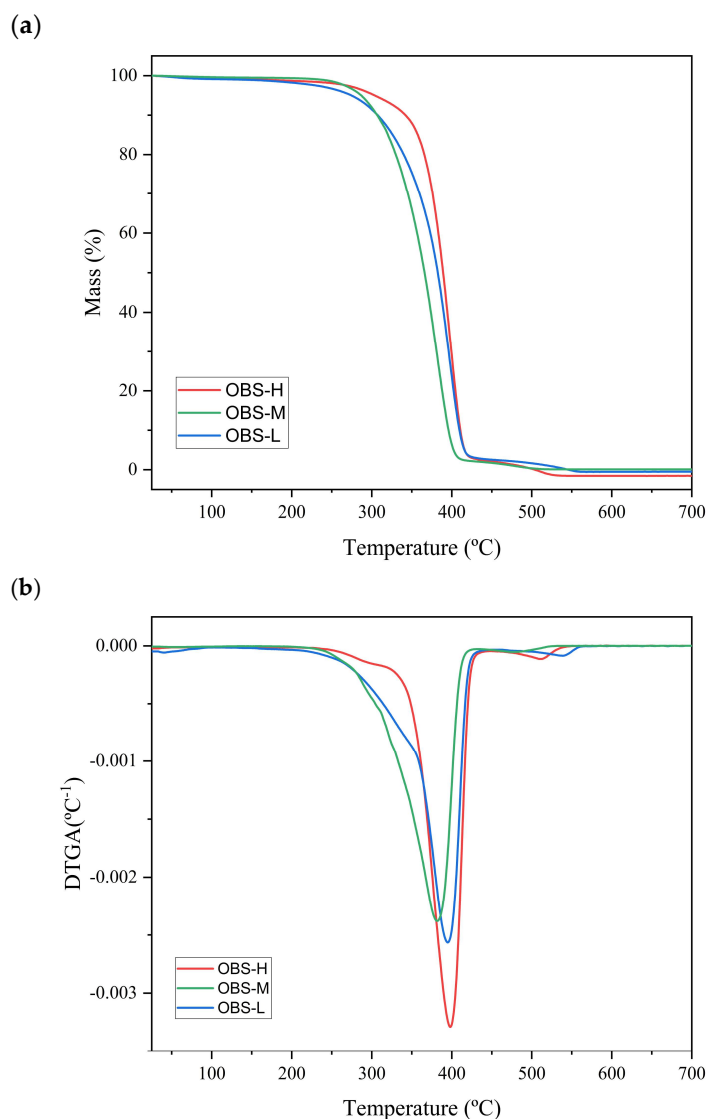 (a)
100
80
60
40
20
0
Mass (%)
OBS-H
OBS-M
OBS-L
100 200 300 400 500 600 700
Temperature (ºC)
(b)
0.000
-0.001
-0.002
-0.003
DTGA(ºC⁻¹)
OBS-H
OBS-M
OBS-L
100 200 300 400 500 600 700
Temperature (ºC)